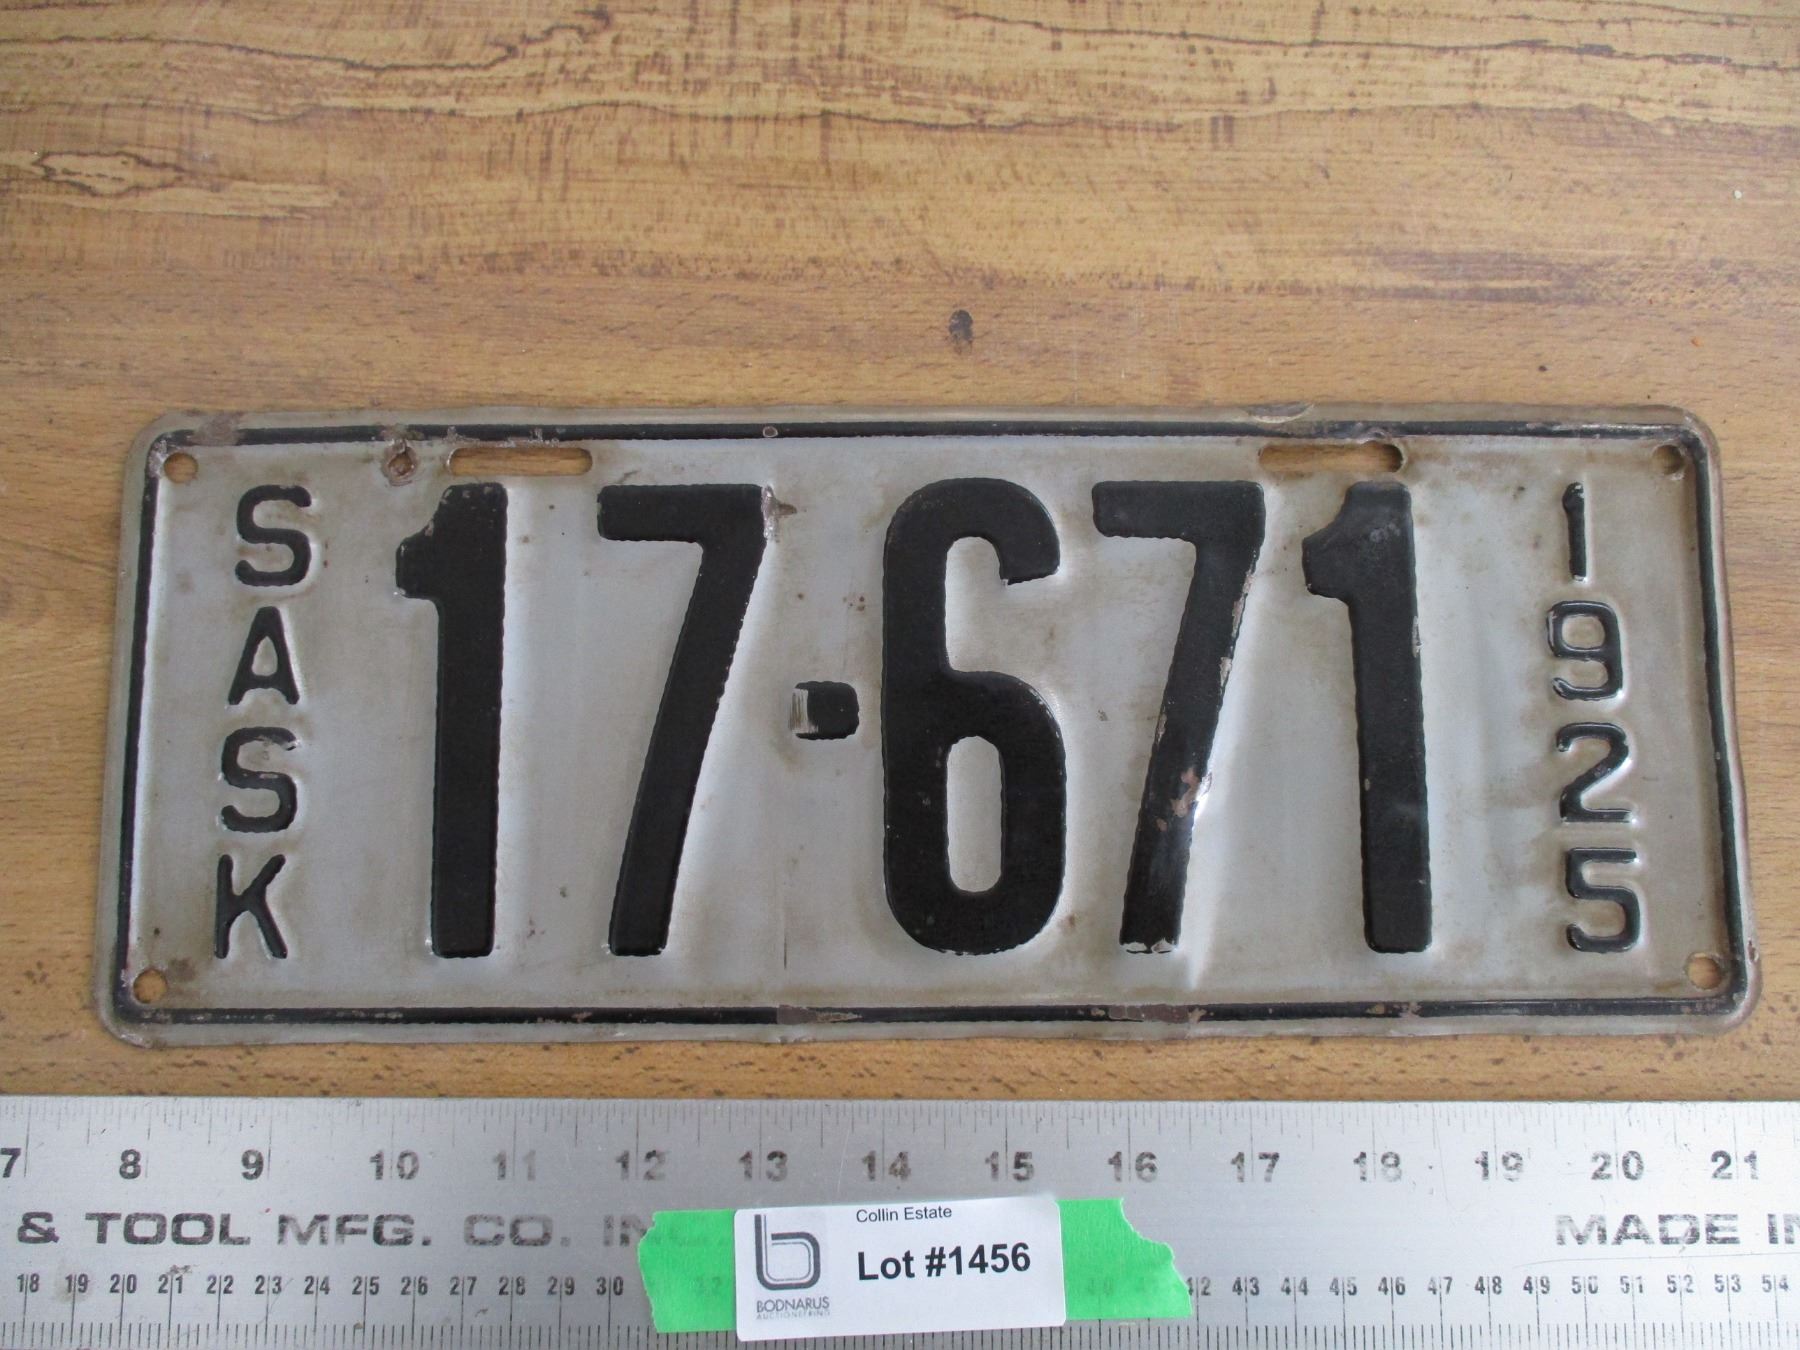 SASK
17-671
1925
7 8 9 10 11 12 13 14 15 16 17 18 19 20 21
& TOOL MFG. CO. IN
MADE IN
18 19 20 21 22 23 24 25 26 27 28 29 30 32
42 43 44 45 46 47 48 49 50 51 52 53 54
Collin Estate
Lot #1456
BODNARUS
AUCTIONEERING